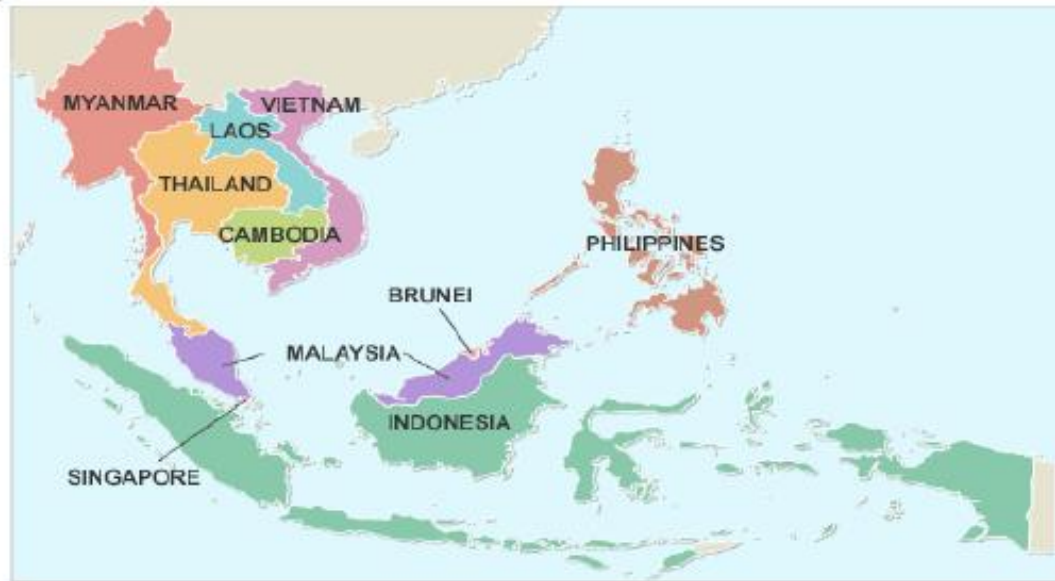 MYANMAR
VIETNAM
LAOS
THAILAND
CAMBODIA
PHILIPPINES
BRUNEI
MALAYSIA
INDONESIA
SINGAPORE